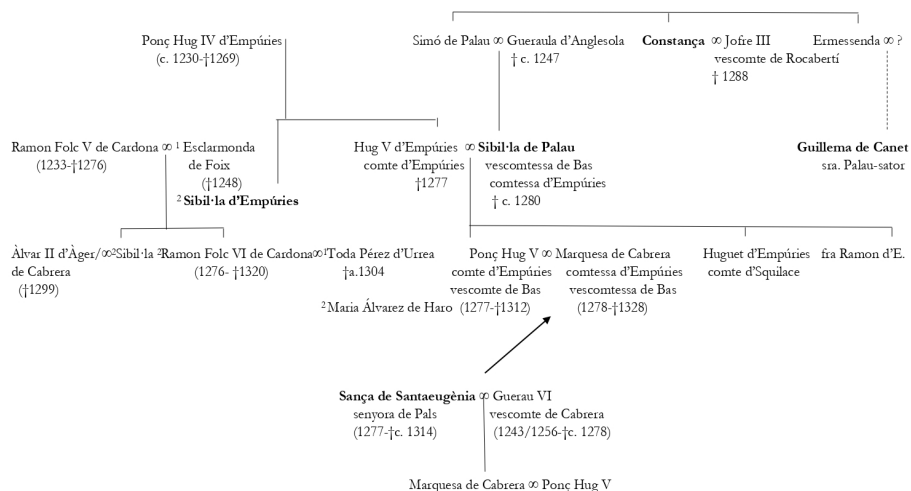 Ponç Hug IV d'Empúries
(c. 1230-†1269)
Simó de Palau ∞ Gueraula d'Anglesola
† c. 1247
Constança ∞ Jofre III
vescomte de Rocabertí
† 1288
Ermessenda ∞ ?
Ramon Folc V de Cardona ∞ ¹ Esclarmonda
(1233-†1276)
de Foix
(†1248)
² Sibil·la d'Empúries
Hug V d'Empúries ∞ Sibil·la de Palau
comte d'Empúries
†1277
vescomtessa de Bas
comtessa d'Empúries
† c. 1280
Guillema de Canet
sra. Palau-sator
Àlvar II d'Àger/∞²Sibil·la
de Cabrera
(†1299)
²Ramon Folc VI de Cardona∞¹Toda Pérez d'Urrea
(1276- †1320)
†a.1304
² Maria Álvarez de Haro
Ponç Hug V ∞ Marquesa de Cabrera
comte d'Empúries
vescomte de Bas
(1277-†1312)
comtessa d'Empúries
vescomtessa de Bas
(1278-†1328)
Huguet d'Empúries
comte d'Squilace
fra Ramon d'E.
Sança de Santaeugènia ∞ Guerau VI
senyora de Pals
(1277-†c. 1314)
vescomte de Cabrera
(1243/1256-†c. 1278)
Marquesa de Cabrera ∞ Ponç Hug V